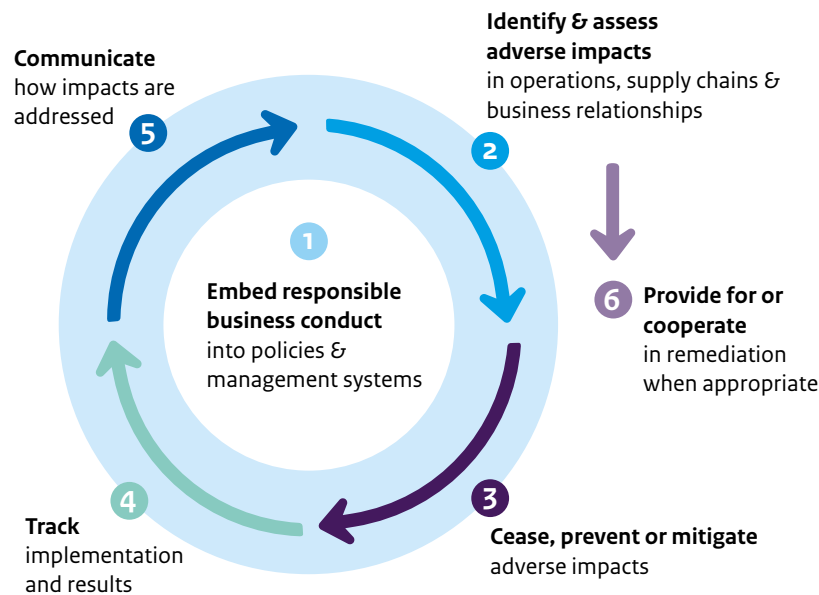 1
Embed responsible
business conduct
into policies &
management systems
2
Identify & assess
adverse impacts
in operations, supply chains &
business relationships
3
Cease, prevent or mitigate
adverse impacts
4
Track
implementation
and results
5
Communicate
how impacts are
addressed
6
Provide for or
cooperate
in remediation
when appropriate